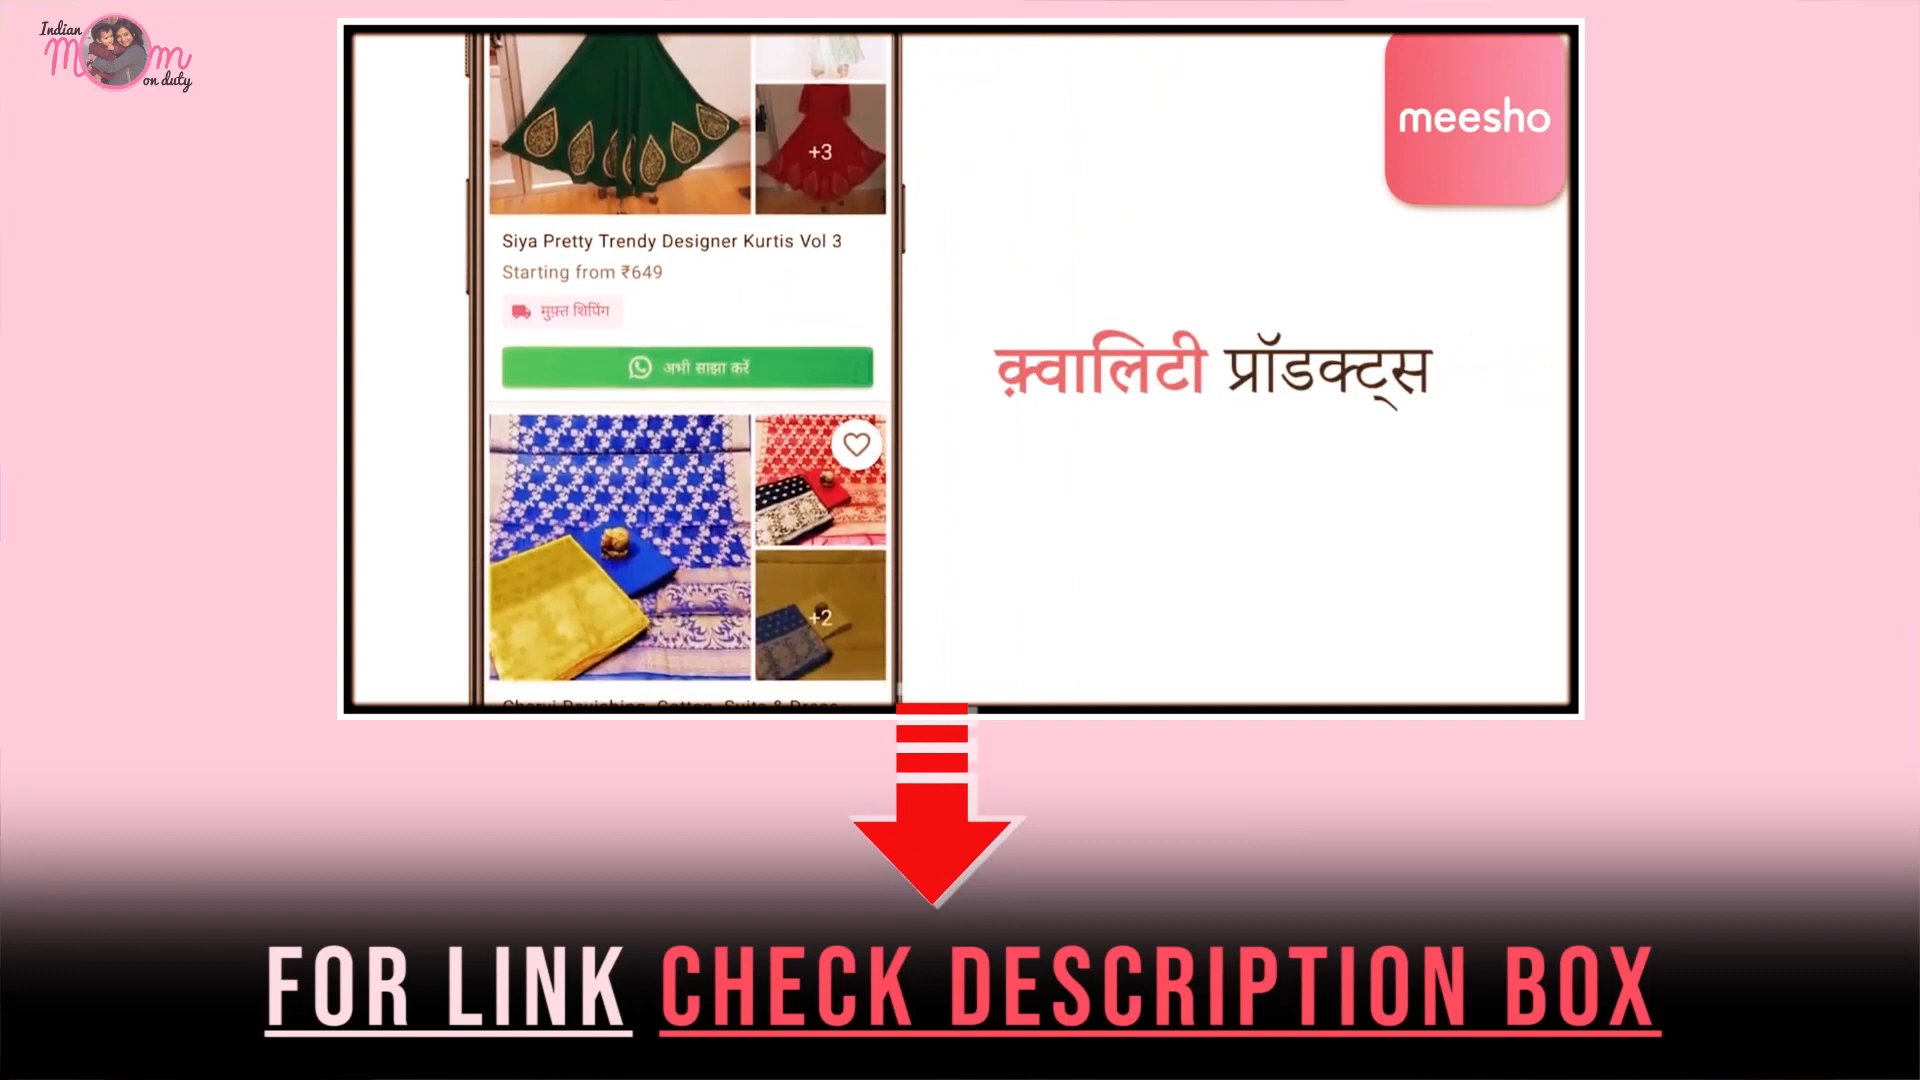 Indian
Mom
on duty
meesho
+3
Siya Pretty Trendy Designer Kurtis Vol 3
Starting from ₹649
मुफ़्त शिपिंग
अभी साझा करें
क़्वालिटी प्रॉडक्ट्स
+2
FOR LINK CHECK DESCRIPTION BOX